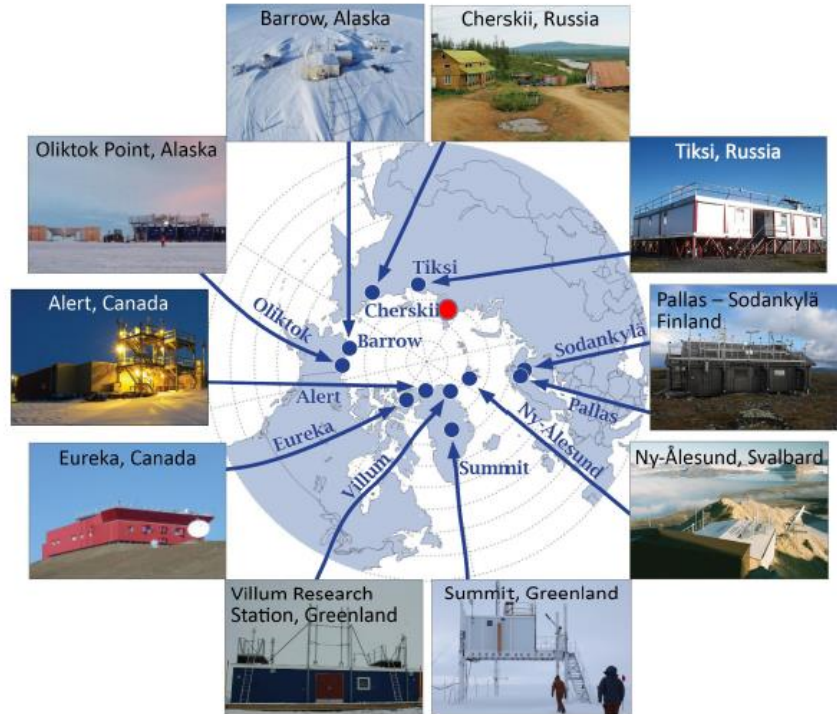 Barrow, Alaska
Cherskii, Russia
Oliktok Point, Alaska
Tiksi, Russia
Alert, Canada
Pallas – Sodankylä
Finland
Eureka, Canada
Ny-Ålesund, Svalbard
Villum Research
Station, Greenland
Summit, Greenland
Tiksi
Cherskii
Oliktok
Barrow
Sodankylä
Alert
Pallas
Eureka
Ny-Ålesund
Villum
Summit